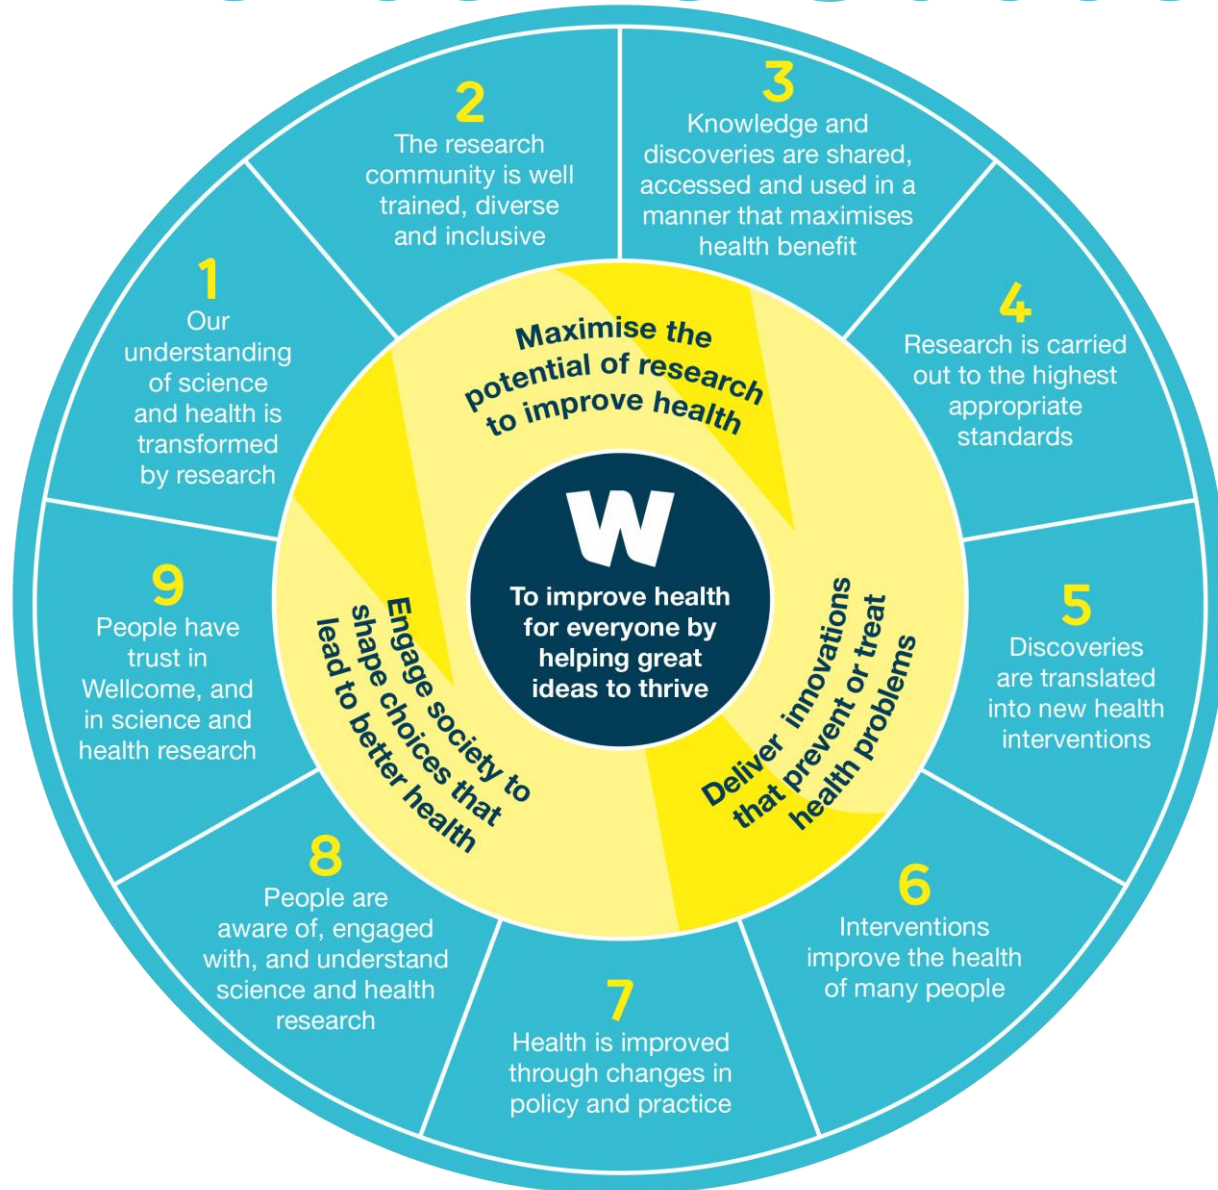 1
Our
understanding
of science
and health is
transformed
by research
2
The research
community is well
trained, diverse
and inclusive
3
Knowledge and
discoveries are shared,
accessed and used in a
manner that maximises
health benefit
4
Research is carried
out to the highest
appropriate
standards
5
Discoveries
are translated
into new health
interventions
6
Interventions
improve the health
of many people
7
Health is improved
through changes in
policy and practice
8
People are
aware of, engaged
with, and understand
science and health
research
9
People have
trust in
Wellcome, and
in science and
health research
Maximise the
potential of research
to improve health
Deliver innovations
that prevent or treat
health problems
Engage society to
shape choices that
lead to better health
W
To improve health
for everyone by
helping great
ideas to thrive